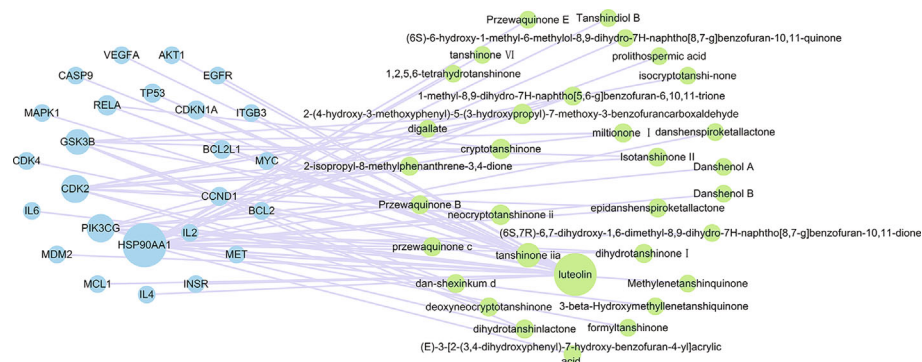 Przewaquinone E
Tanshindiol B
(6S)-6-hydroxy-1-methyl-6-methylol-8,9-dihydro-7H-naphtho[8,7-g]benzofuran-10,11-quinone
VEGFA
AKT1
tanshinone VI
prolithospermic acid
CASP9
EGFR
1,2,5,6-tetrahydrotanshinone
isocryptotanshi-none
TP53
1-methyl-8,9-dihydro-7H-naphtho[5,6-g]benzofuran-6,10,11-trione
MAPK1
RELA
CDKN1A
ITGB3
2-(4-hydroxy-3-methoxyphenyl)-5-(3-hydroxypropyl)-7-methoxy-3-benzofurancarboxaldehyde
digallate
miltionone Ⅰ
danshenspiroketallactone
GSK3B
BCL2L1
cryptotanshinone
CDK4
MYC
2-isopropyl-8-methylphenanthrene-3,4-dione
Isotanshinone II
Danshenol A
CDK2
CCND1
Danshenol B
IL6
BCL2
Przewaquinone B
neocryptotanshinone ii
epidanshenspiroketallactone
PIK3CG
IL2
(6S,7R)-6,7-dihydroxy-1,6-dimethyl-8,9-dihydro-7H-naphtho[8,7-g]benzofuran-10,11-dione
HSP90AA1
MDM2
MET
przewaquinone c
tanshinone iia
dihydrotanshinone Ⅰ
luteolin
MCL1
INSR
dan-shexinkum d
Methylenetanshinquinone
IL4
deoxyneocryptotanshinone
3-beta-Hydroxymethyllenetanshiquinone
dihydrotanshinlactone
formyltanshinone
(E)-3-[2-(3,4-dihydroxyphenyl)-7-hydroxy-benzofuran-4-yl]acrylic
acid